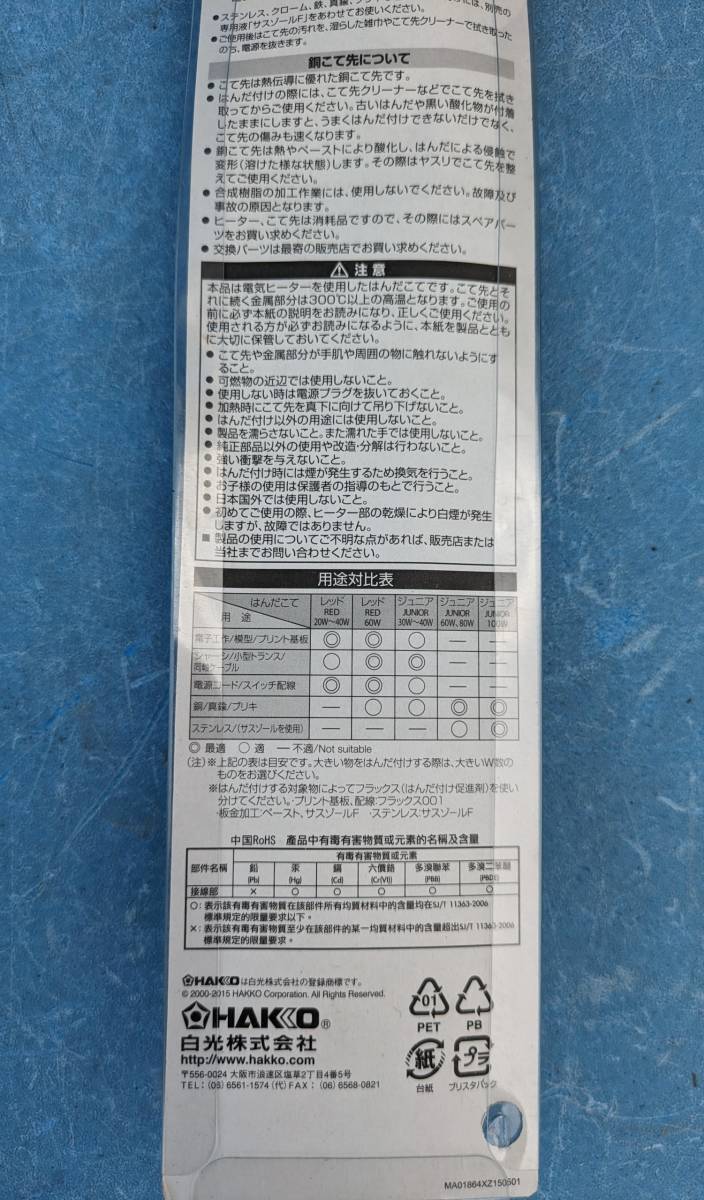 ●ステンレス、クローム、鉄、真鍮、
専用液「サスゾールF」をあわせてお使いください。
●ご使用後はこて先の汚れを、湿らした雑巾やこて先クリーナーで拭き取った
のち、電源を抜きます。
銅こて先について
●こて先は熱伝導に優れた銅こて先です。
●はんだ付けの際には、こて先クリーナーなどでこて先を拭き
取ってからご使用ください。古いはんだや黒い酸化物が付着
したままにしますと、うまくはんだ付けできないだけでなく、
こて先の傷みも速くなります。
●銅こて先は熱やペーストにより酸化し、はんだによる侵蝕で
変形(溶けた様な状態)します。その際はヤスリでこて先を整
えてご使用ください。
●合成樹脂の加工作業には、使用しないでください。故障及び
事故の原因となります。
●ヒーター、こて先は消耗品ですので、その際にはスペアパー
ツをお買い求めください。
●交換パーツは最寄の販売店でお買い求めください。
⚠注意
本品は電気ヒーターを使用したはんだこてです。こて先とそ
れに続く金属部分は300℃以上の高温となります。ご使用の
前に必ず本紙の説明をお読みになり、正しくご使用ください。
使用される方が必ずお読みになるように、本紙を製品ととも
に大切に保管しておいてください。
●こて先や金属部分が手肌や周囲の物に触れないようにす
ること。
●可燃物の近辺では使用しないこと。
●使用しない時は電源プラグを抜いておくこと。
●加熱時にこて先を真下に向けて吊り下げないこと。
●はんだ付け以外の用途には使用しないこと。
●製品を濡らさないこと。また濡れた手では使用しないこと。
●純正部品以外の使用や改造・分解は行わないこと。
●強い衝撃を与えないこと。
●はんだ付け時には煙が発生するため換気を行うこと。
●お子様の使用は保護者の指導のもとで行うこと。
●日本国外では使用しないこと。
●初めてご使用の際、ヒーター部の乾燥により白煙が発生
しますが、故障ではありません。
■製品の使用についてご不明な点があれば、販売店または
当社までお問い合わせください。
用途対比表
はんだこて 用途 レッド RED 20W〜40W レッド RED 60W ジュニア JUNIOR 30W〜40W ジュニア JUNIOR 60W、80W ジュニア JUNIOR 100W
電子工作/模型/プリント基板 ◎ ◎ ○ — —
シャーシ/小型トランス/同軸ケーブル ○ ◎ ◎ — —
電源コード/スイッチ配線 ◎ ◎ ○ — —
銅/真鍮/ブリキ — ○ ○ ◎ ◎
ステンレス/(サスゾールを使用) — — — ○ ◎
◎ 最適 ○ 適 — 不適/Not suitable
(注)※上記の表は目安です。大きい物をはんだ付けする際は、大きいW数の
ものをお選びください。
※はんだ付けする対象物によってフラックス(はんだ付け促進剤)を使い
分けてください。・プリント基板、配線:フラックス001
・板金加工:ペースト、サスゾールF ・ステンレス:サスゾールF
中国RoHS 產品中有毒有害物質或元素的名稱及含量
部件名稱 有毒有害物質或元素
鉛 (Pb) 汞 (Hg) 鎘 (Cd) 六價鉻 (Cr(VI)) 多溴聯苯 (PBB) 多溴二苯醚 (PBDE)
接線部 × ○ ○ ○ ○ ○
○:表示該有毒有害物質在該部件所有均質材料中的含量均在SJ/T 11363-2006
標準規定的限量要求以下。
×:表示該有毒有害物質至少在該部件的某一均質材料中的含量超出SJ/T 11363-2006
標準規定的限量要求。
HAKKOは白光株式会社の登録商標です。
© 2000-2015 HAKKO Corporation. All Rights Reserved.
HAKKO®
白光株式会社
http://www.hakko.com
〒556-0024 大阪市浪速区塩草2丁目4番5号
TEL:(06)6561-1574(代)FAX:(06)6568-0821
01
PET
PB
紙
台紙
プラ
ブリスタパック
MA01864XZ150501